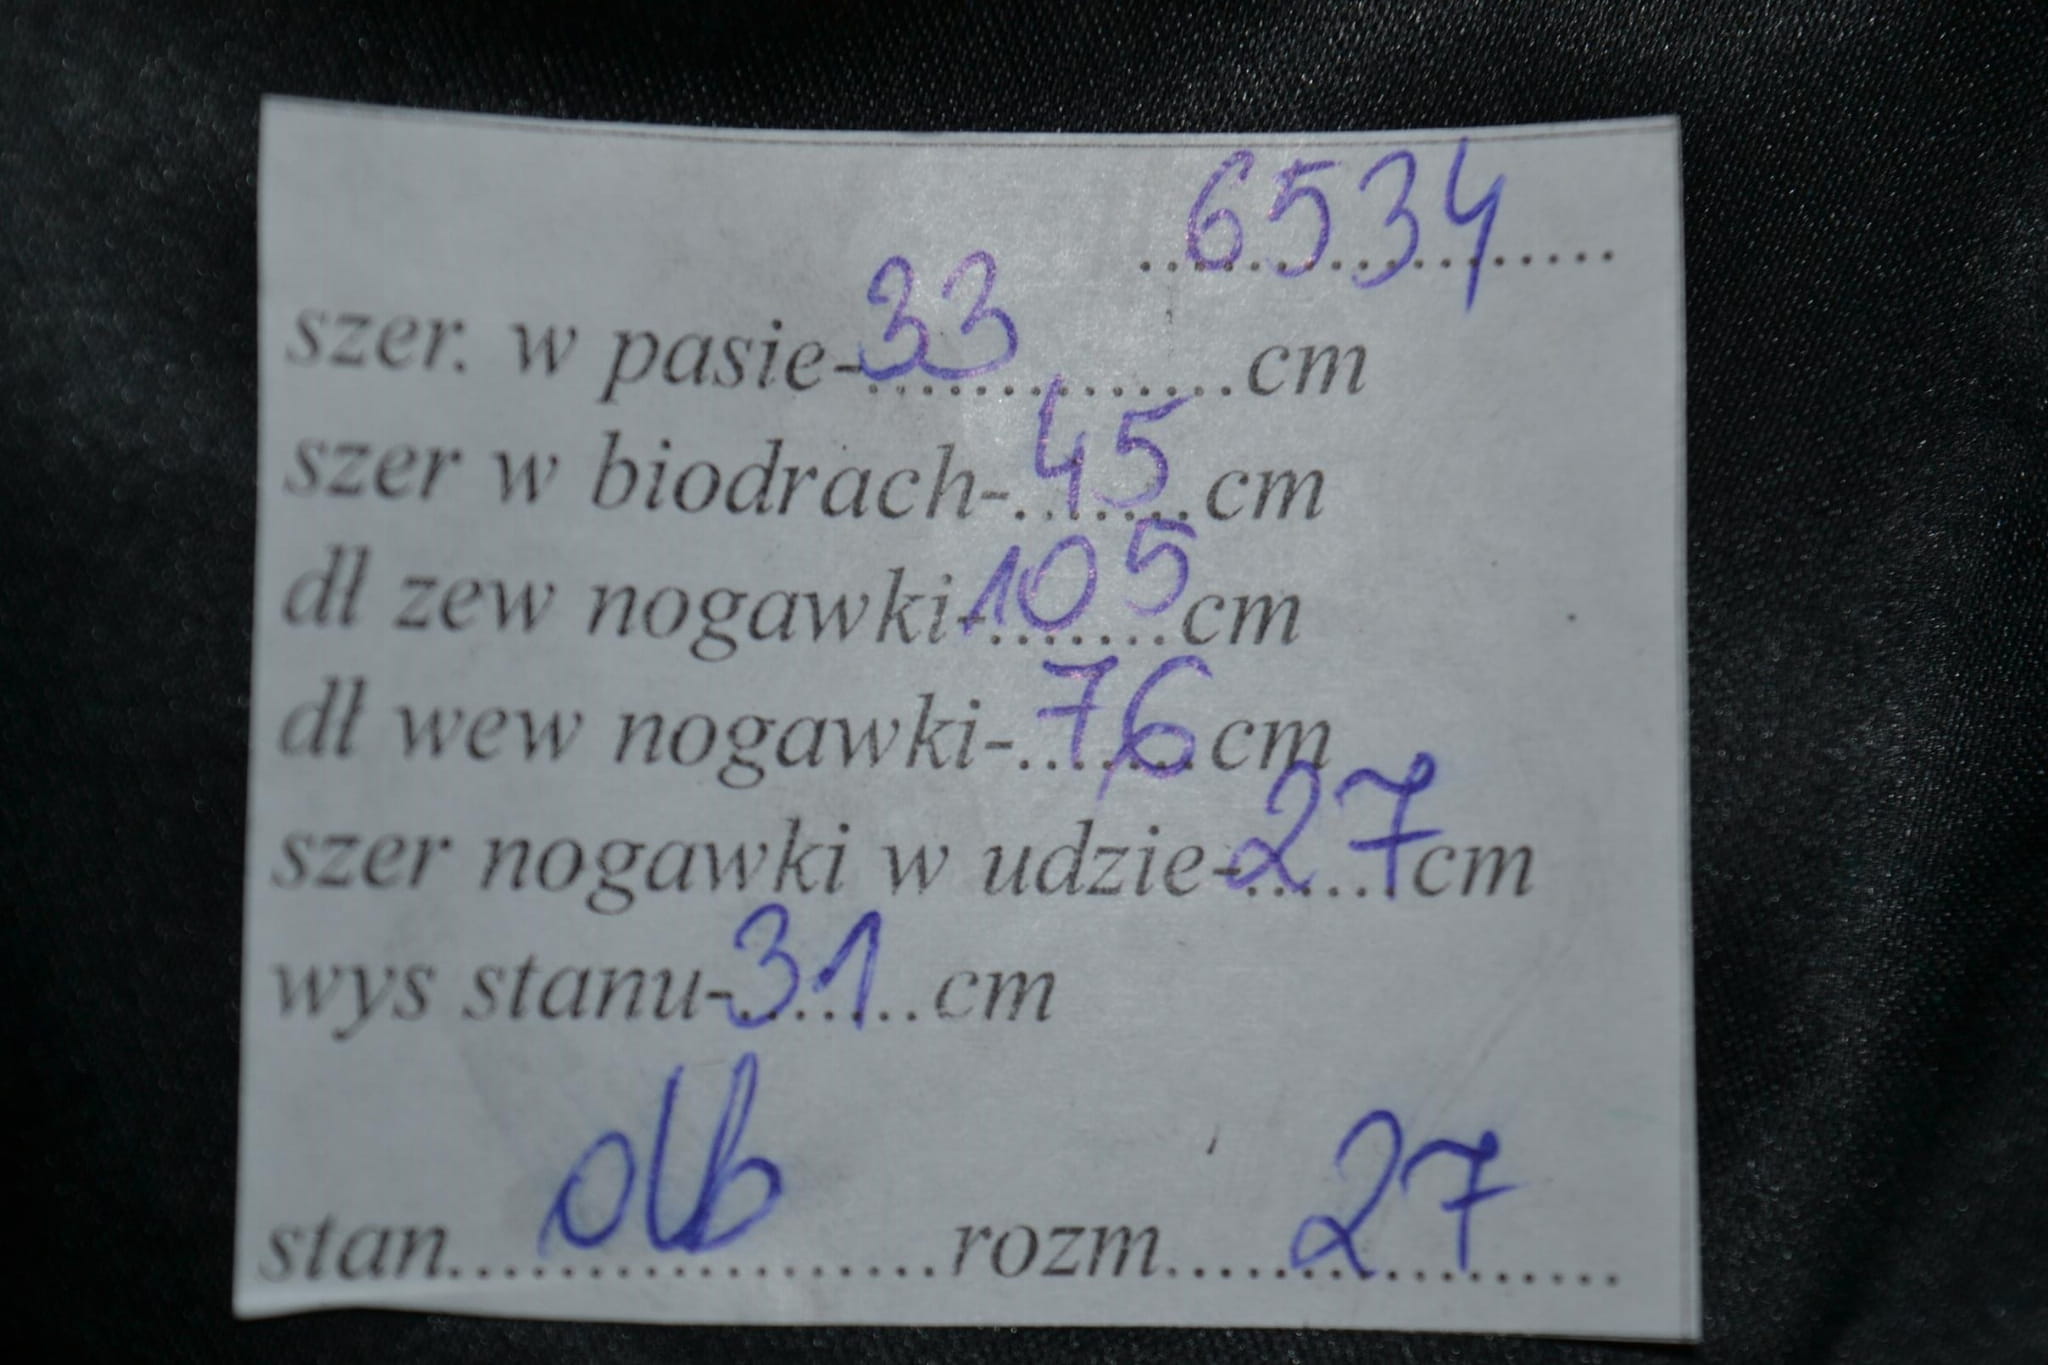 6534
szer. w pasie-33 cm
szer w biodrach-45 cm
dł zew nogawki-105 cm
dł wew nogawki-76 cm
szer nogawki w udzie-27 cm
wys stanu-31 cm
stan db rozm 27